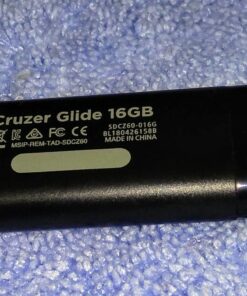 Cruzer Glide 16GB
SDCZ60-016G
BL180426158B
MADE IN CHINA
MSIP-REM-TAD-SDCZ60